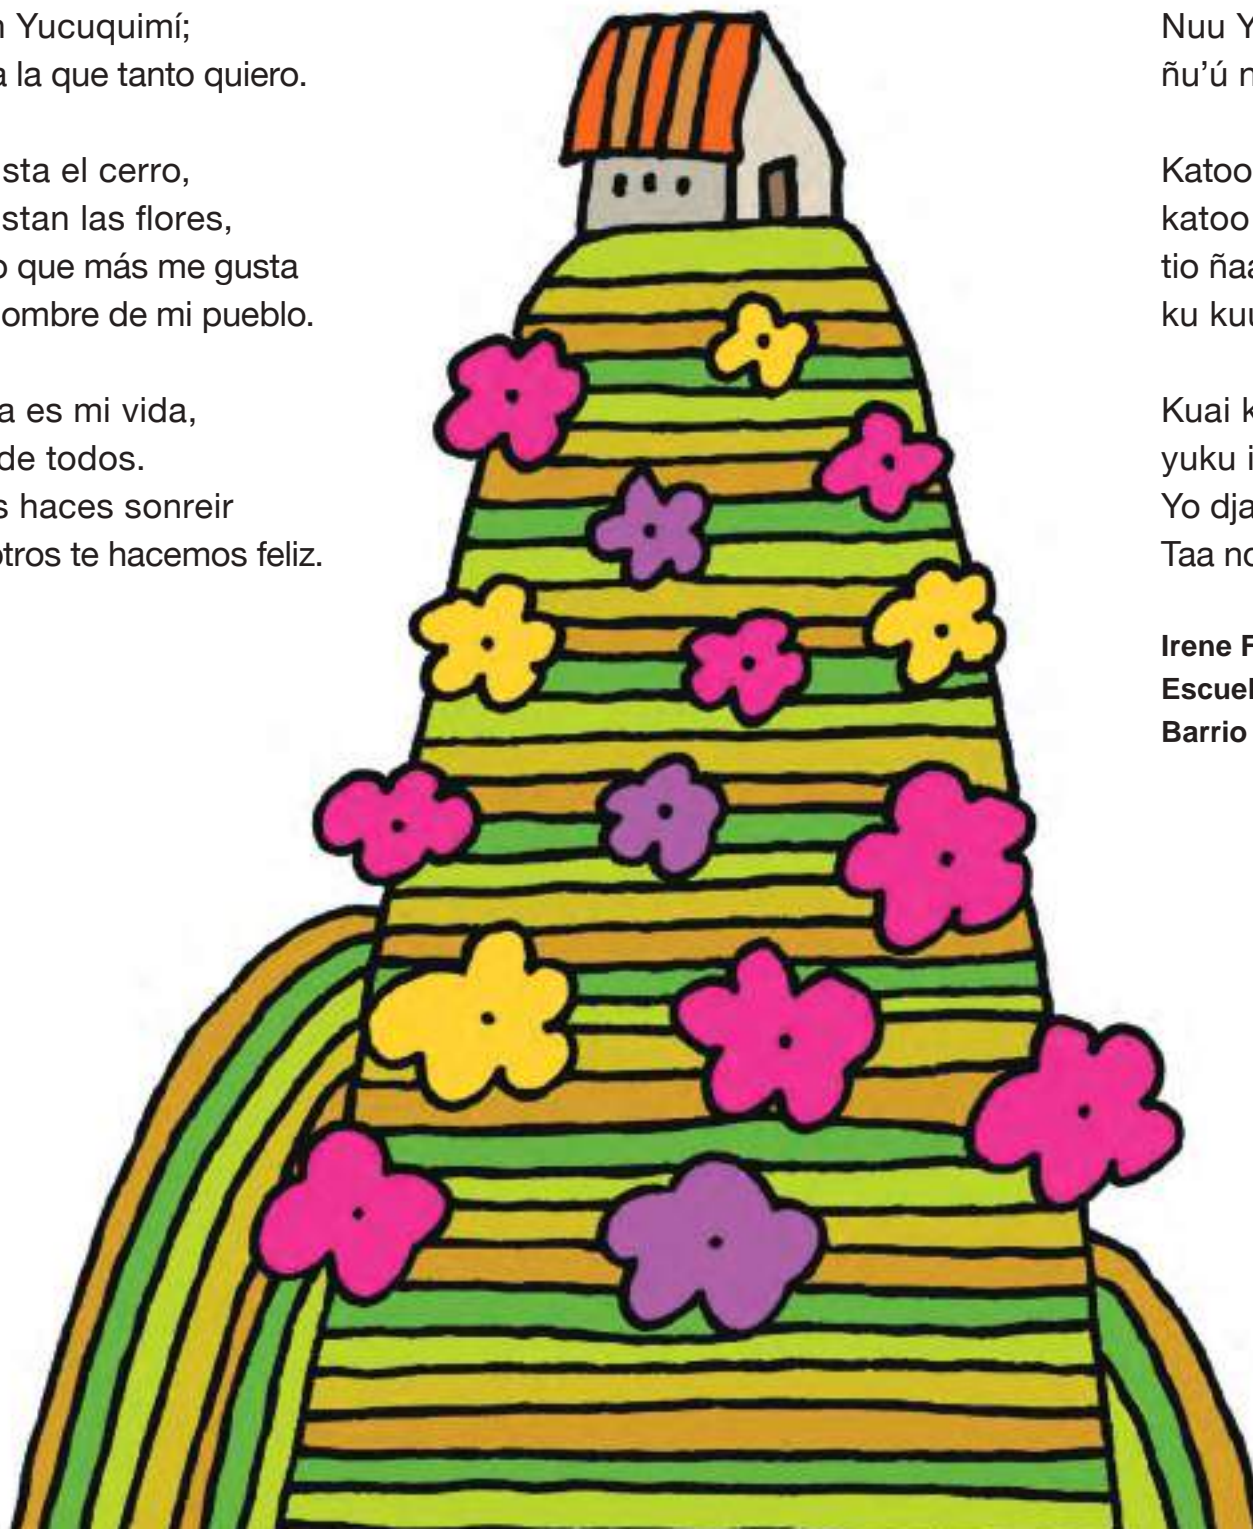 Yucuquimí;
a la que tanto quiero.
sta el cerro,
stan las flores,
o que más me gusta
ombre de mi pueblo.
a es mi vida,
de todos.
s haces sonreir
otros te hacemos feliz.
Nuu Y
ñu’ú n
Katoo
katoo
tio ñaa
ku kuu
Kuai k
yuku i
Yo dja
Taa no
Irene F
Escuel
Barrio